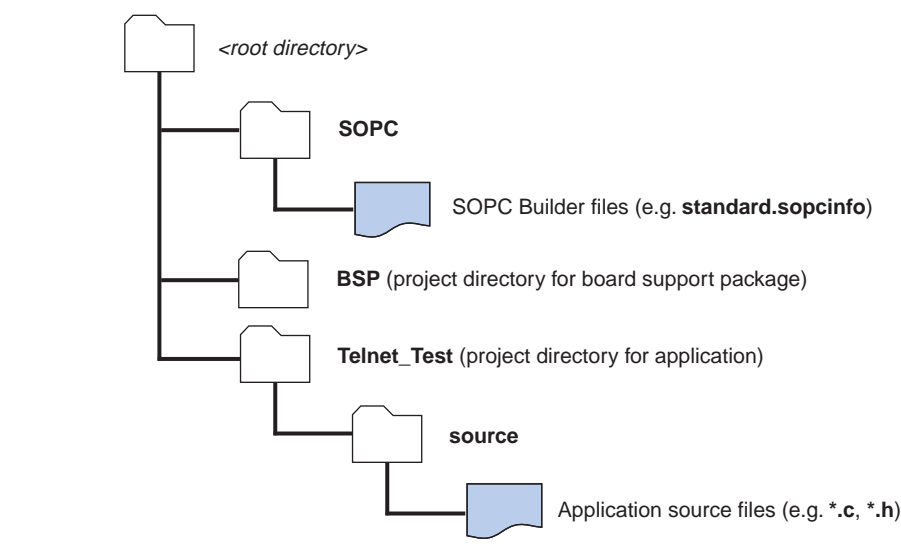 <root directory>
SOPC
SOPC Builder files (e.g. standard.sopcinfo)
BSP (project directory for board support package)
Telnet_Test (project directory for application)
source
Application source files (e.g. *.c, *.h)